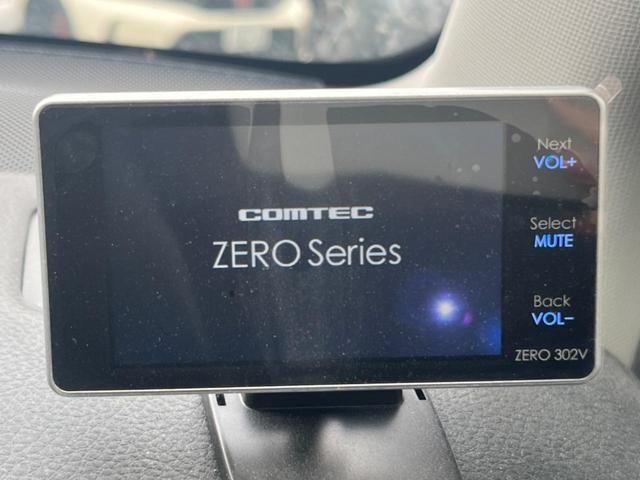 COMTEC
ZERO Series
Next
VOL+
Select
MUTE
Back
VOL-
ZERO 302V